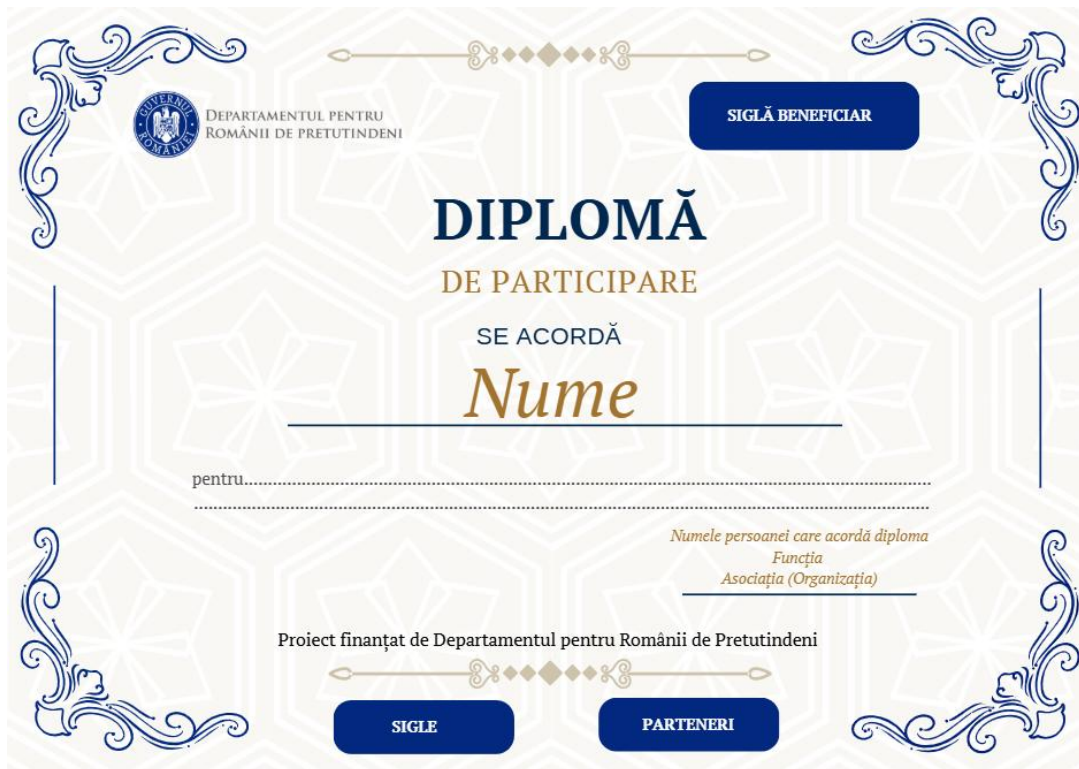 GUVERNUL ROMÂNIEI
DEPARTAMENTUL PENTRU
ROMÂNII DE PRETUTINDENI
SIGLĂ BENEFICIAR
DIPLOMĂ
DE PARTICIPARE
SE ACORDĂ
Nume
pentru..........................................................................................................................................................
..................................................................................................................................................................
Numele persoanei care acordă diploma
Funcția
Asociația (Organizația)
Proiect finanțat de Departamentul pentru Românii de Pretutindeni
SIGLE
PARTENERI